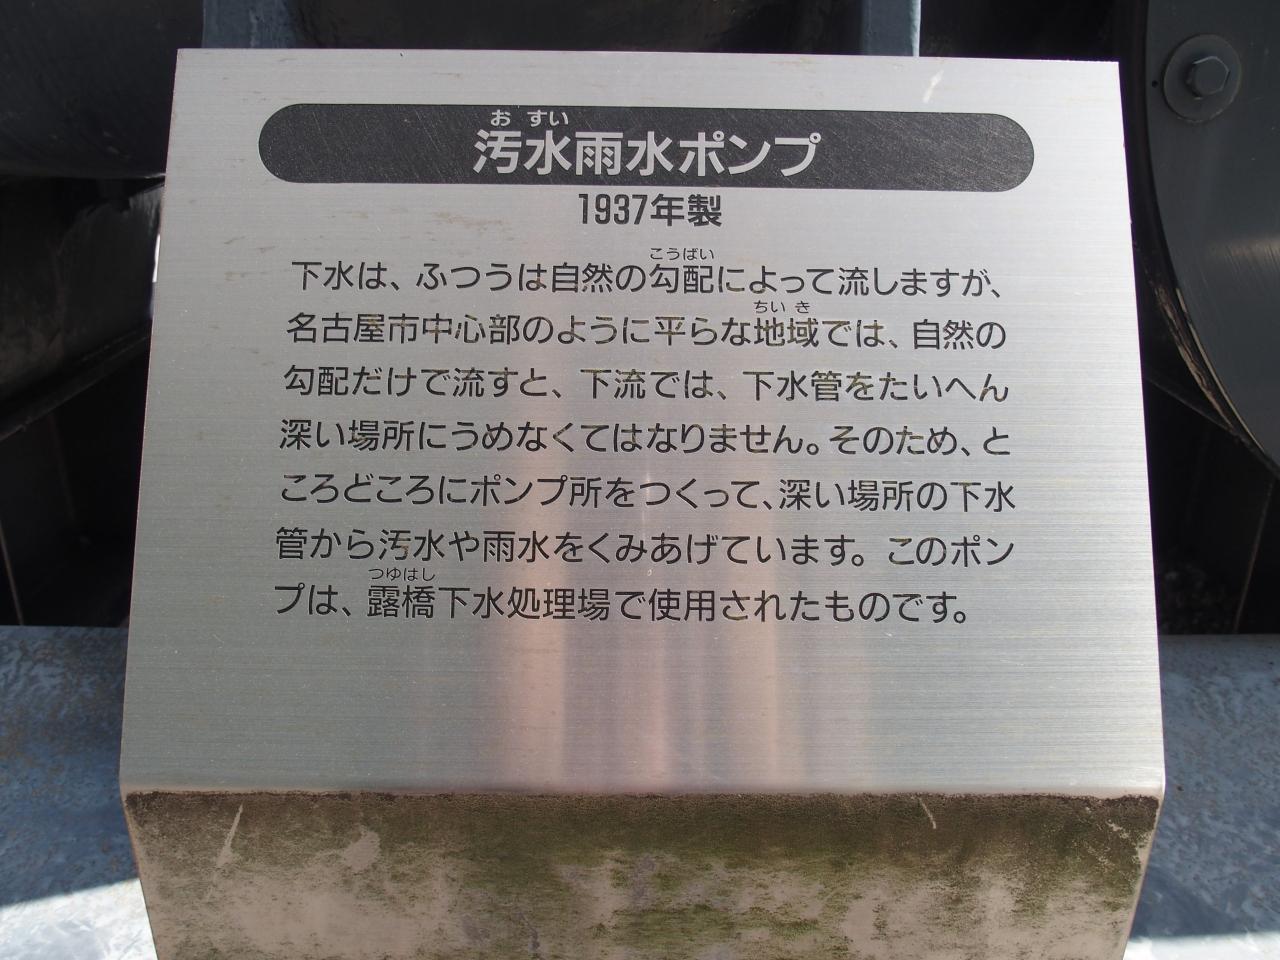 おすい
汚水雨水ポンプ
1937年製
こうばい
下水は、ふつうは自然の勾配によって流しますが、
ちいき
名古屋市中心部のように平らな地域では、自然の
勾配だけで流すと、下流では、下水管をたいへん
深い場所にうめなくてはなりません。そのため、と
ころどころにポンプ所をつくって、深い場所の下水
管から汚水や雨水をくみあげています。このポン
つゆはし
プは、露橋下水処理場で使用されたものです。